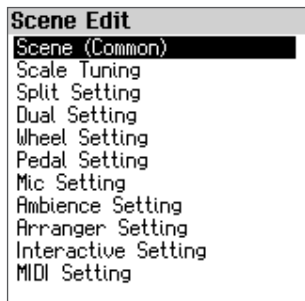 Scene Edit
Scene (Common)
Scale Tuning
Split Setting
Dual Setting
Wheel Setting
Pedal Setting
Mic Setting
Ambience Setting
Arranger Setting
Interactive Setting
MIDI Setting